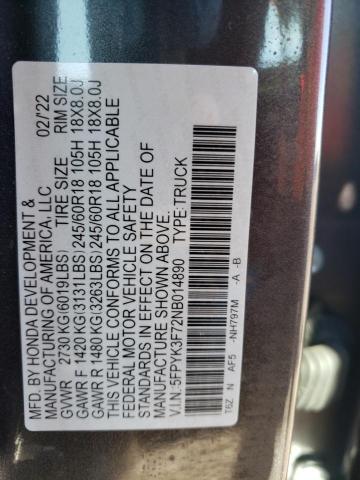 MFD. BY HONDA DEVELOPMENT &
MANUFACTURING OF AMERICA, LLC 02/'22
GVWR 2730 KG (6019LBS) TIRE SIZE RIM SIZE
GAWR F 1420 KG(3131LBS) 245/60R18 105H 18X8.0J
GAWR R 1480 KG(3263LBS) 245/60R18 105H 18X8.0J
THIS VEHICLE CONFORMS TO ALL APPLICABLE
FEDERAL MOTOR VEHICLE SAFETY
STANDARDS IN EFFECT ON THE DATE OF
MANUFACTURE SHOWN ABOVE.
V.I.N.:5FPYK3F72NB014890 TYPE:TRUCK
T6Z N AF5 -NH797M -A -B